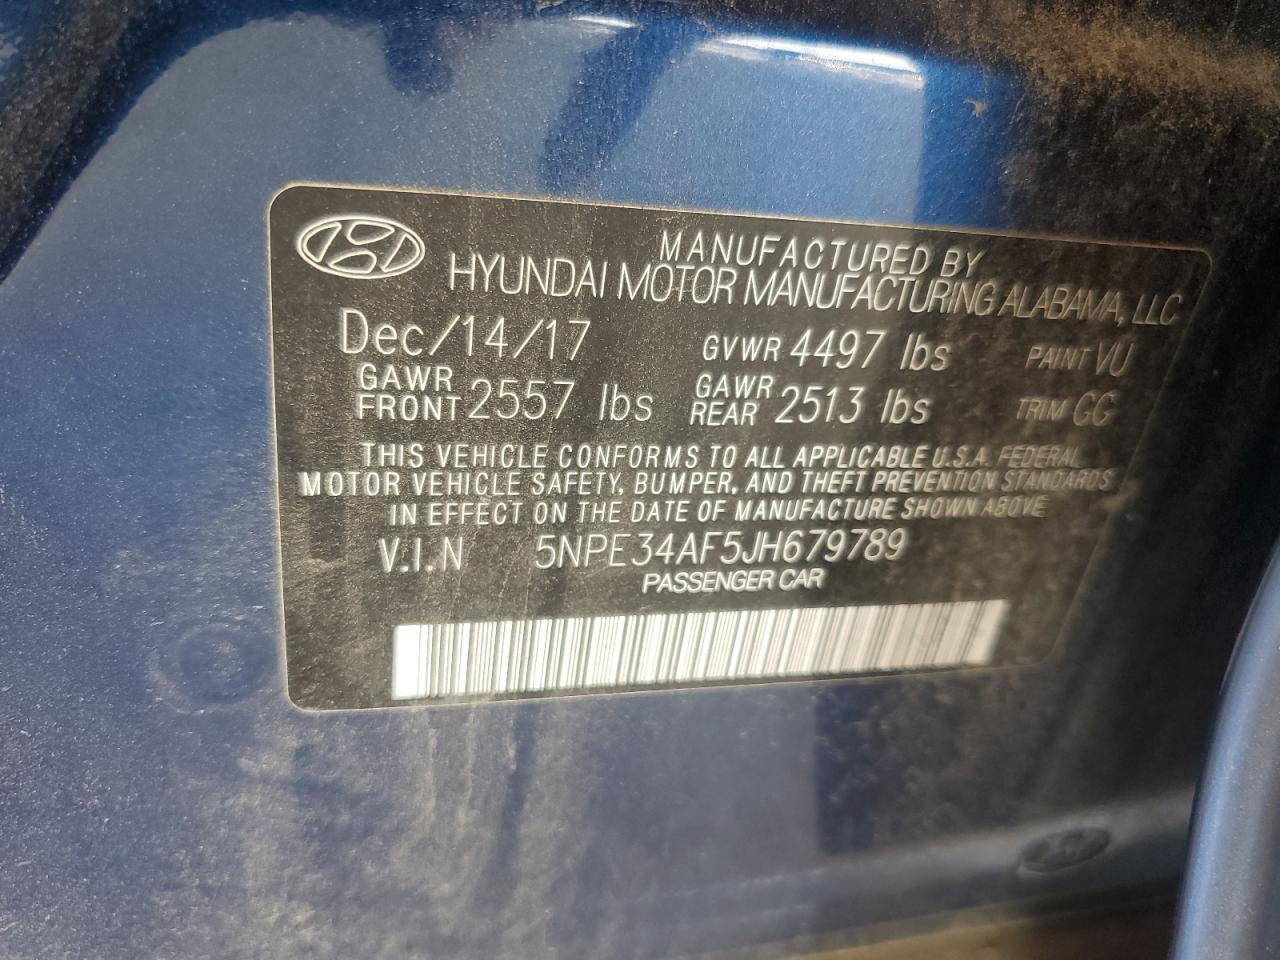 MANUFACTURED BY
HYUNDAI MOTOR MANUFACTURING ALABAMA, LLC
Dec/14/17 GVWR 4497 lbs PAINT VU
GAWR FRONT 2557 lbs GAWR REAR 2513 lbs TRIM GG
THIS VEHICLE CONFORMS TO ALL APPLICABLE U.S.A. FEDERAL
MOTOR VEHICLE SAFETY, BUMPER, AND THEFT PREVENTION STANDARDS
IN EFFECT ON THE DATE OF MANUFACTURE SHOWN ABOVE
V.I.N 5NPE34AF5JH679789
PASSENGER CAR